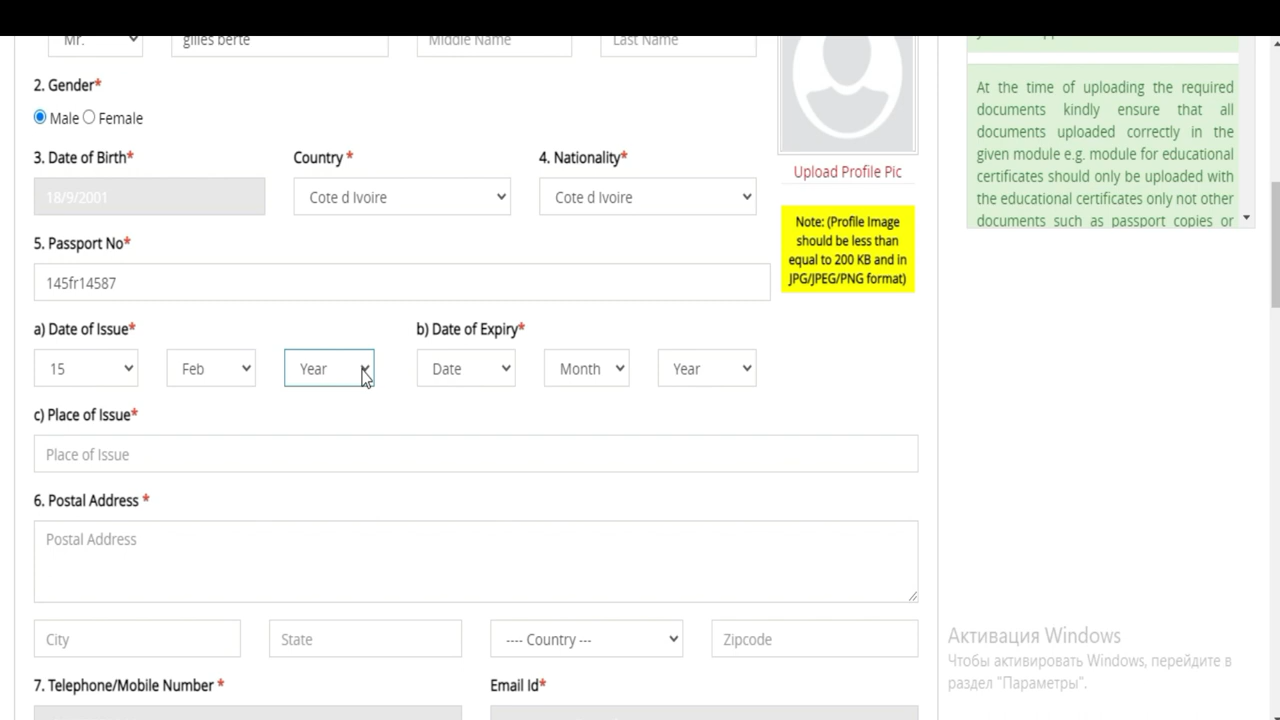 Mr. gilles berte Middle Name Last Name
2. Gender*
Male Female
3. Date of Birth* Country * 4. Nationality*
18/9/2001 Cote d Ivoire Cote d Ivoire
5. Passport No*
145fr14587
a) Date of Issue* b) Date of Expiry*
15 Feb Year Date Month Year
c) Place of Issue*
Place of Issue
6. Postal Address *
Postal Address
City State ---- Country --- Zipcode
7. Telephone/Mobile Number * Email Id*
Upload Profile Pic
Note: (Profile Image
should be less than
equal to 200 KB and in
JPG/JPEG/PNG format)
At the time of uploading the required
documents kindly ensure that all
documents uploaded correctly in the
given module e.g. module for educational
certificates should only be uploaded with
the educational certificates only not other
documents such as passport copies or
Активация Windows
Чтобы активировать Windows, перейдите в
раздел "Параметры".